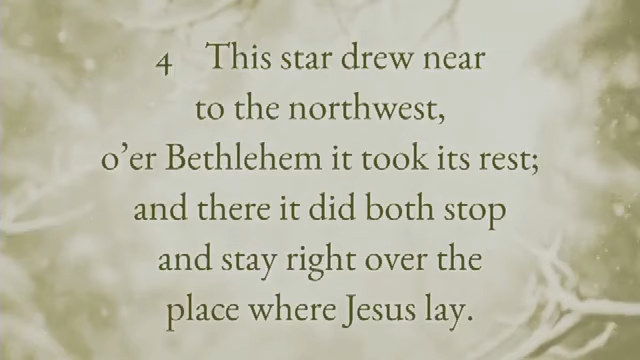 4 This star drew near
to the northwest,
o’er Bethlehem it took its rest;
and there it did both stop
and stay right over the
place where Jesus lay.